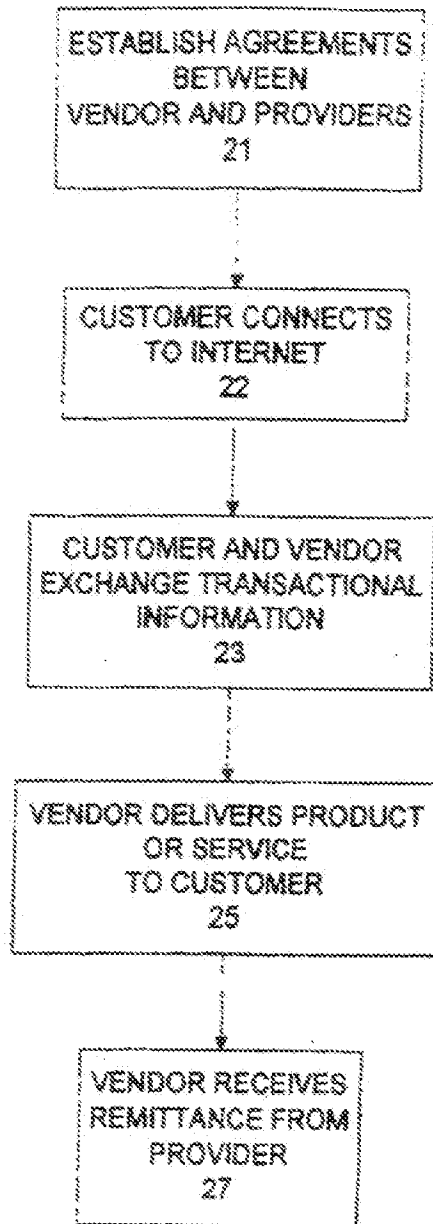 ESTABLISH AGREEMENTS
BETWEEN
VENDOR AND PROVIDERS
21
CUSTOMER CONNECTS
TO INTERNET
22
CUSTOMER AND VENDOR
EXCHANGE TRANSACTIONAL
INFORMATION
23
VENDOR DELIVERS PRODUCT
OR SERVICE
TO CUSTOMER
25
VENDOR RECEIVES
REMITTANCE FROM
PROVIDER
27